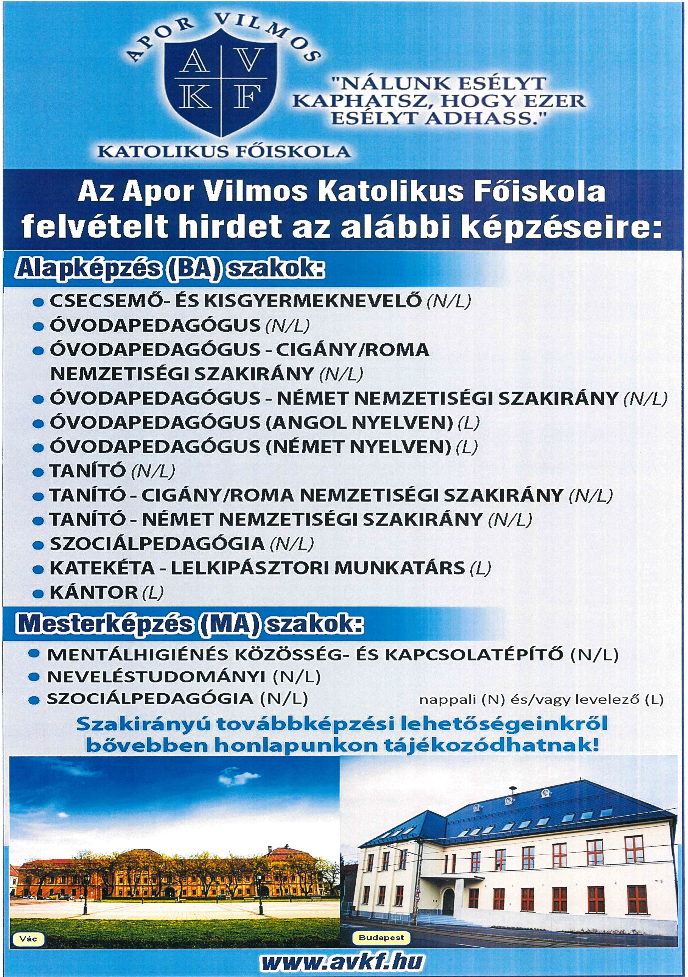 APOR VILMOS
A V
K F
KATOLIKUS FŐISKOLA
"NÁLUNK ESÉLYT
KAPHATSZ, HOGY EZER
ESÉLYT ADHASS."
Az Apor Vilmos Katolikus Főiskola
felvételt hirdet az alábbi képzéseire:
Alapképzés (BA) szakok:
• CSECSEMŐ- ÉS KISGYERMEKNEVELŐ (N/L)
• ÓVODAPEDAGÓGUS (N/L)
• ÓVODAPEDAGÓGUS - CIGÁNY/ROMA
NEMZETISÉGI SZAKIRÁNY (N/L)
• ÓVODAPEDAGÓGUS - NÉMET NEMZETISÉGI SZAKIRÁNY (N/L)
• ÓVODAPEDAGÓGUS (ANGOL NYELVEN) (L)
• ÓVODAPEDAGÓGUS (NÉMET NYELVEN) (L)
• TANÍTÓ (N/L)
• TANÍTÓ - CIGÁNY/ROMA NEMZETISÉGI SZAKIRÁNY (N/L)
• TANÍTÓ - NÉMET NEMZETISÉGI SZAKIRÁNY (N/L)
• SZOCIÁLPEDAGÓGIA (N/L)
• KATEKÉTA - LELKIPÁSZTORI MUNKATÁRS (L)
• KÁNTOR (L)
Mesterképzés (MA) szakok:
• MENTÁLHIGIÉNÉS KÖZÖSSÉG- ÉS KAPCSOLATÉPÍTŐ (N/L)
• NEVELÉSTUDOMÁNYI (N/L)
• SZOCIÁLPEDAGÓGIA (N/L)
nappali (N) és/vagy levelező (L)
Szakirányú továbbképzési lehetőségeinkről
bővebben honlapunkon tájékozódhatnak!
Vác
Budapest
www.avkf.hu